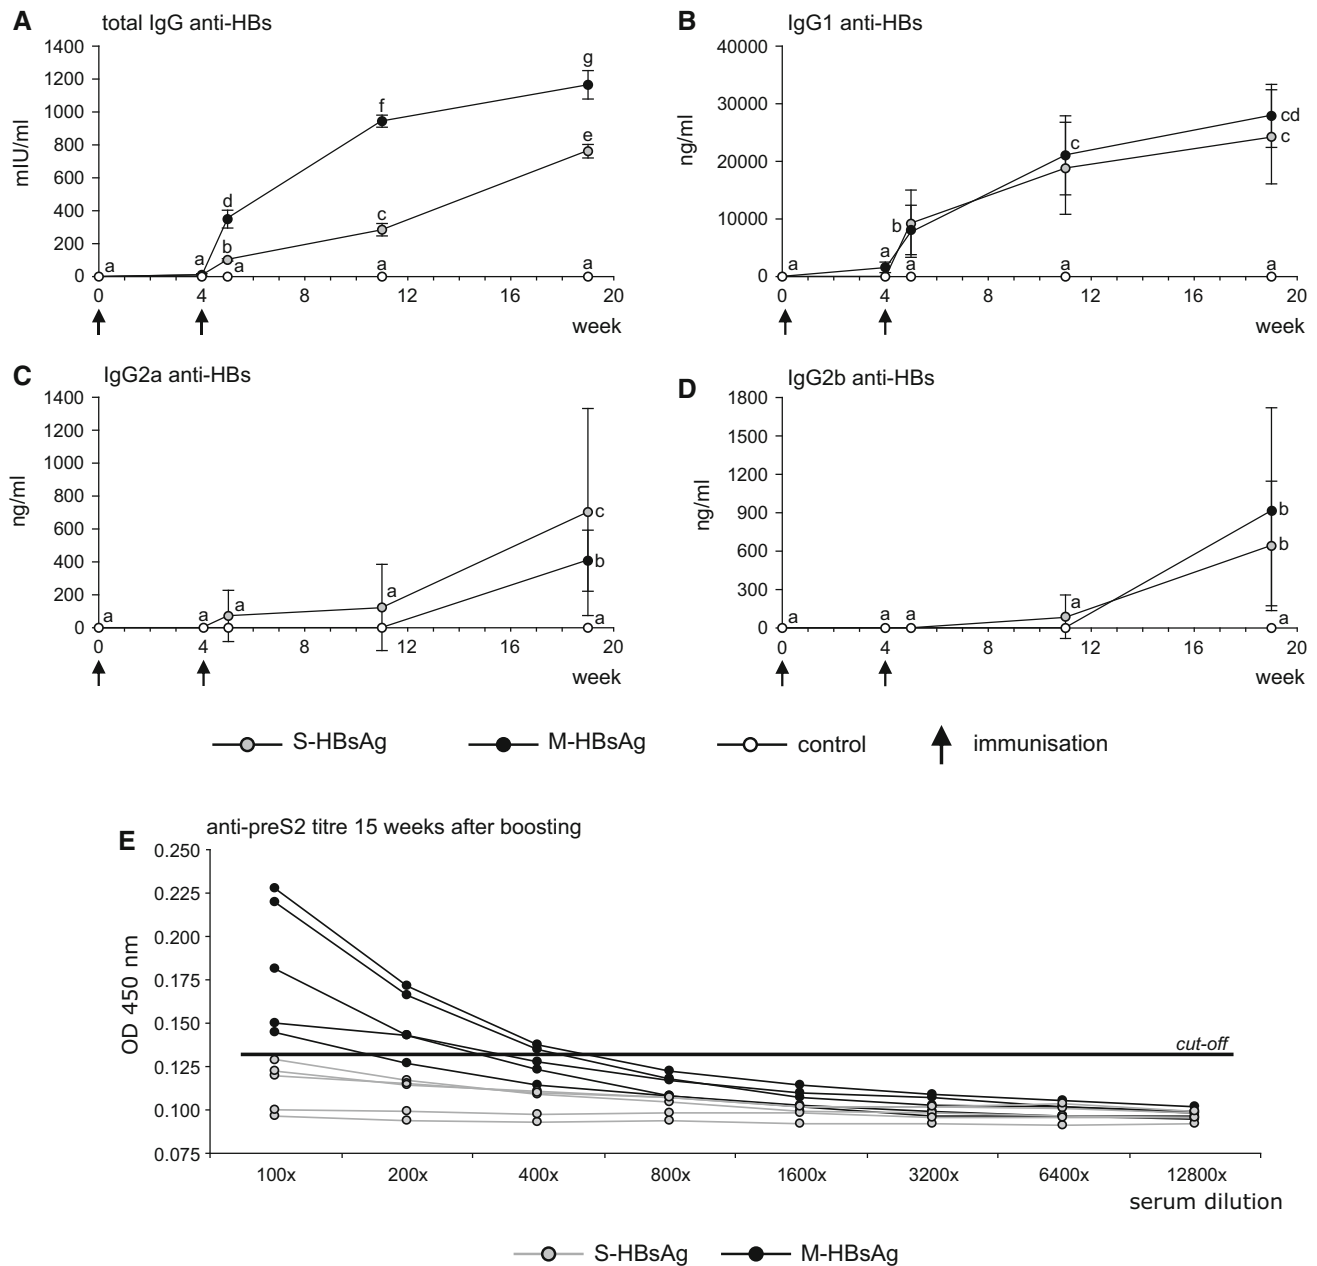 A
total IgG anti-HBs
1400
1200
1000
800
600
400
200
0
mIU/ml
a
a
b
d
a
c
f
a
e
g
a
0 4 8 12 16 20
week
B
IgG1 anti-HBs
40000
30000
20000
10000
0
ng/ml
a
a
b
a
c
a
cd
c
a
0 4 8 12 16 20
week
C
IgG2a anti-HBs
1400
1200
1000
800
600
400
200
0
ng/ml
a
a
a
a
c
b
a
0 4 8 12 16 20
week
D
IgG2b anti-HBs
1800
1500
1200
900
600
300
0
ng/ml
a
a
a
a
b
b
a
0 4 8 12 16 20
week
S-HBsAg M-HBsAg control immunisation
E
anti-preS2 titre 15 weeks after boosting
0.250
0.225
0.200
0.175
0.150
0.125
0.100
0.075
OD 450 nm
cut-off
100x 200x 400x 800x 1600x 3200x 6400x 12800x
serum dilution
S-HBsAg M-HBsAg